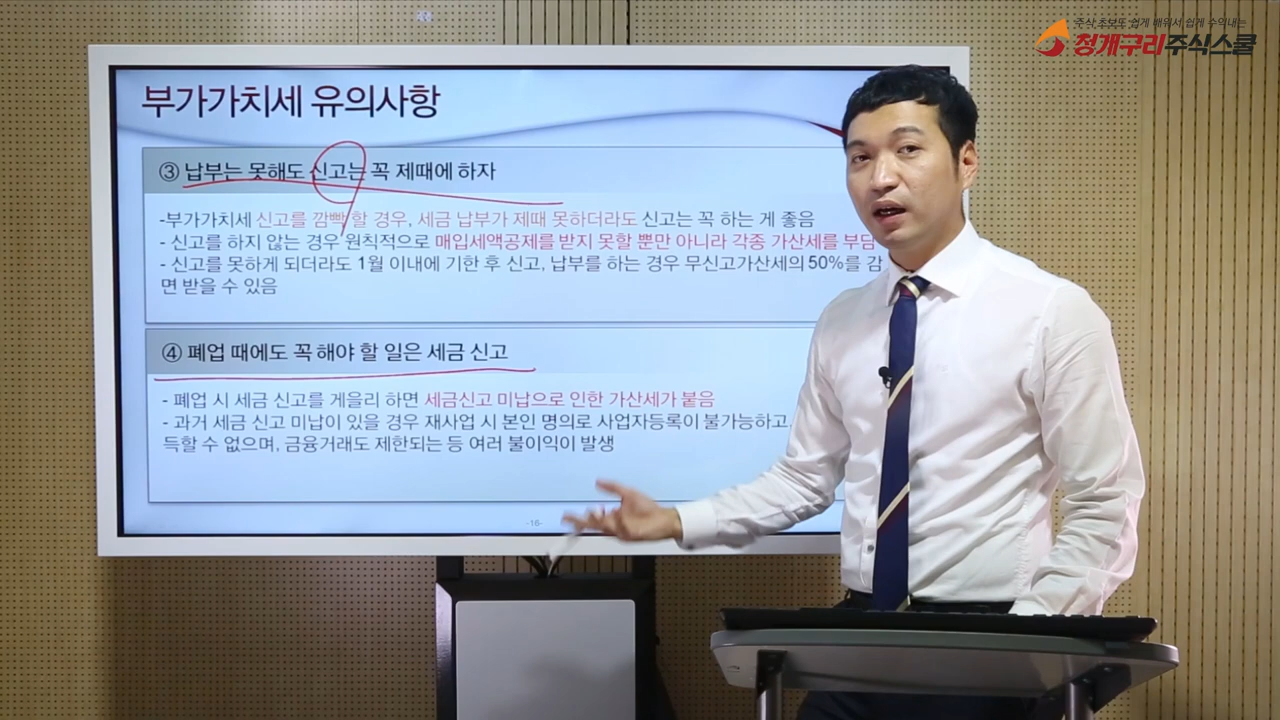 주식 초보도 쉽게 배워서 쉽게 수익내는
청개구리주식스쿨
부가가치세 유의사항
③ 납부는 못해도 신고는 꼭 제때에 하자
-부가가치세 신고를 깜빡 할 경우, 세금 납부가 제때 못하더라도 신고는 꼭 하는 게 좋음
- 신고를 하지 않는 경우 원칙적으로 매입세액공제를 받지 못할 뿐만 아니라 각종 가산세를 부담
- 신고를 못하게 되더라도 1월 이내에 기한 후 신고, 납부를 하는 경우 무신고가산세의 50%를 감
면 받을 수 있음
④ 폐업 때에도 꼭 해야 할 일은 세금 신고
- 폐업 시 세금 신고를 게을리 하면 세금신고 미납으로 인한 가산세가 붙음
- 과거 세금 신고 미납이 있을 경우 재사업 시 본인 명의로 사업자등록이 불가능하고
득할 수 없으며, 금융거래도 제한되는 등 여러 불이익이 발생
-16-